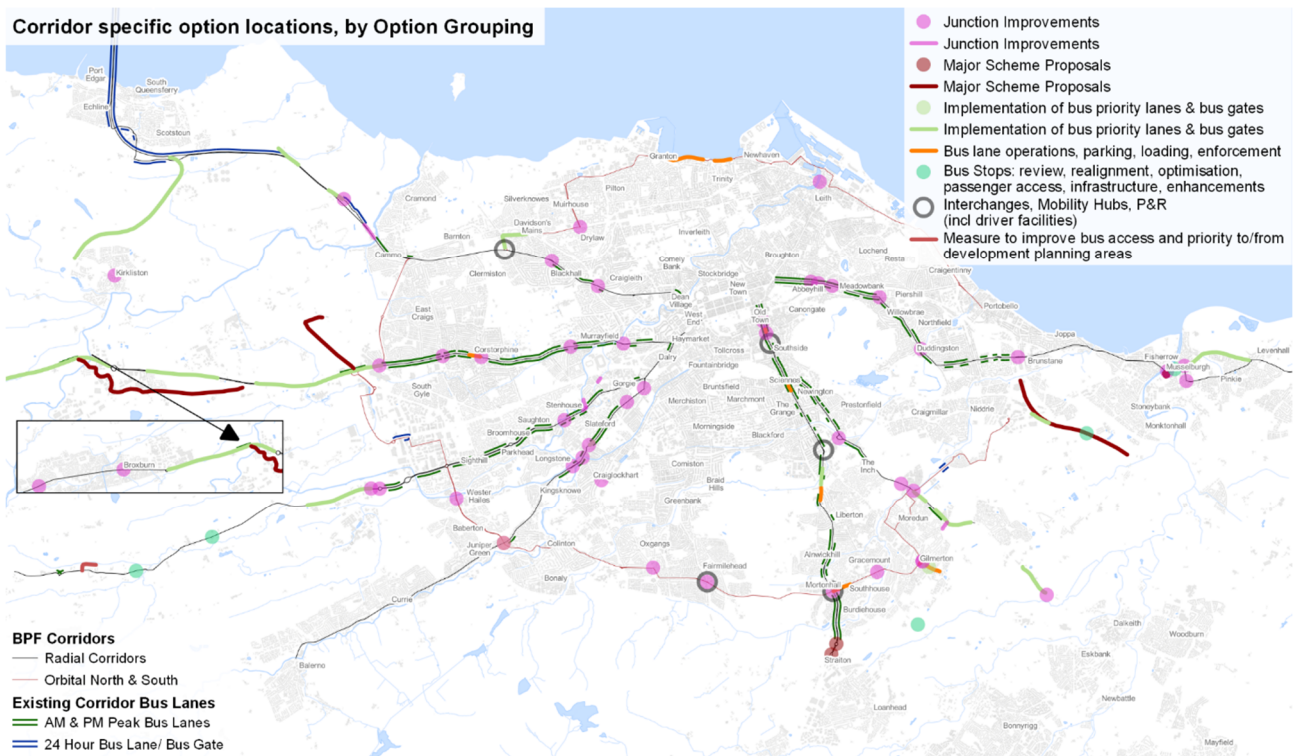 Corridor specific option locations, by Option Grouping
Junction Improvements
Junction Improvements
Major Scheme Proposals
Major Scheme Proposals
Implementation of bus priority lanes & bus gates
Implementation of bus priority lanes & bus gates
Bus lane operations, parking, loading, enforcement
Bus Stops: review, realignment, optimisation,
passenger access, infrastructure, enhancements
Interchanges, Mobility Hubs, P&R
(incl driver facilities)
Measure to improve bus access and priority to/from
development planning areas
Port
Edgar
South
Queensferry
Echline
Scotstoun
Kirkliston
Cramond
Silverknowes
Muirhouse
Pilton
Granton
Trinity
Newhaven
Leith
Davidson's
Mains
Drylaw
Inverleith
Barnton
Cammo
Clermiston
Blackhall
Craigleith
Comely
Bank
Stockbridge
Broughton
Lochend
Resta
Craigentinny
New
Town
Abbeyhill
Meadowbank
Piershill
Portobello
Dean
Village
West
End
Old
Town
Canongate
Willowbrae
Northfield
Joppa
East
Craigs
Corstorphine
Murrayfield
Haymarket
Dalry
Tollcross
Southside
Duddingston
Brunstane
Fisherrow
Musselburgh
Levenhall
Pinkie
Fountainbridge
South
Gyle
Gorgie
Bruntsfield
Sciennes
Newington
Merchiston
Marchmont
The
Grange
Prestonfield
Craigmillar
Niddrie
Stoneybank
Monktonhall
Stenhouse
Saughton
Slateford
Broomhouse
Parkhead
Sighthill
Longstone
Morningside
Blackford
Craiglockhart
Comiston
Braid
Hills
The
Inch
Broxburn
Kingsknowe
Wester
Hailes
Greenbank
Liberton
Moredun
Baberton
Juniper
Green
Colinton
Oxgangs
Alnwickhill
Gracemount
Gilmerton
Bonaly
Fairmilehead
Mortonhall
Southhouse
Burdiehouse
Currie
Balerno
Straiton
Dalkeith
Woodburn
Eskbank
Newbattle
Loanhead
Bonnyrigg
Mayfield
BPF Corridors
Radial Corridors
Orbital North & South
Existing Corridor Bus Lanes
AM & PM Peak Bus Lanes
24 Hour Bus Lane/ Bus Gate